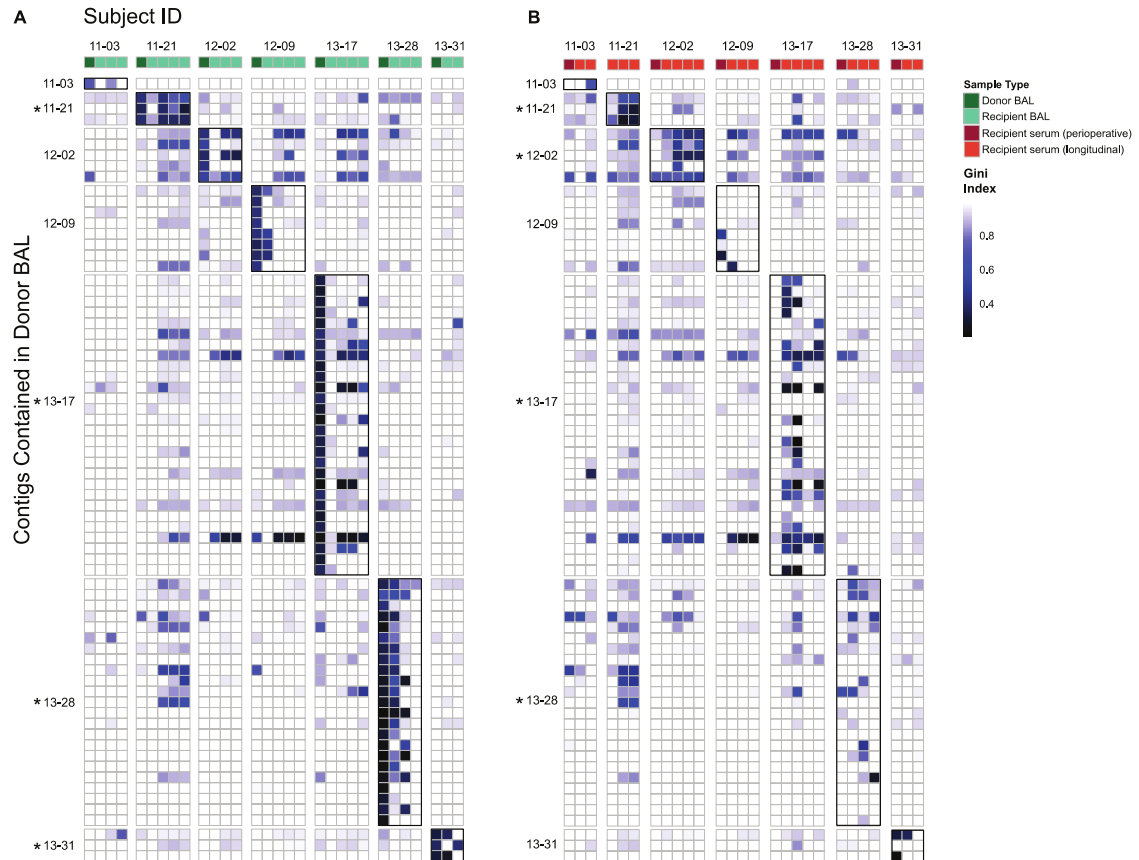 A
Subject ID
B
11-03 11-21 12-02 12-09 13-17 13-28 13-31
11-03 11-21 12-02 12-09 13-17 13-28 13-31
Contigs Contained in Donor BAL
11-03
* 11-21
12-02
12-09
* 13-17
* 13-28
* 13-31
11-03
* 11-21
* 12-02
12-09
* 13-17
* 13-28
13-31
Sample Type
Donor BAL
Recipient BAL
Recipient serum (perioperative)
Recipient serum (longitudinal)
Gini
Index
0.8
0.6
0.4